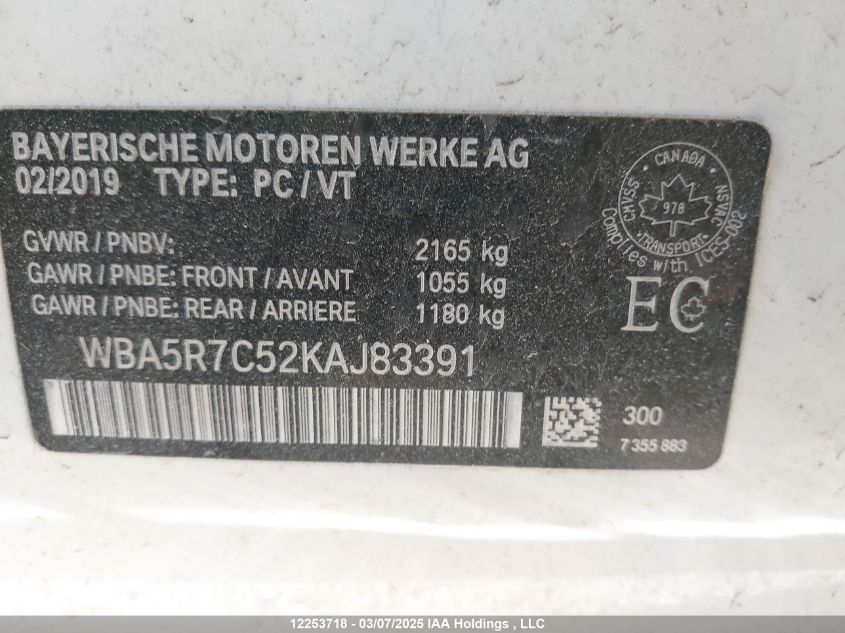 BAYERISCHE MOTOREN WERKE AG
02/2019 TYPE: PC/VT
GVWR / PNBV: 2165 kg
GAWR / PNBE: FRONT / AVANT 1055 kg
GAWR / PNBE: REAR / ARRIERE 1180 kg
WBA5R7C52KAJ83391
CANADA
CMVSS NSVAC
978
TRANSPORT
Complies with ICES-002
EC
300
7 355 883
12253718 - 03/07/2025 IAA Holdings , LLC